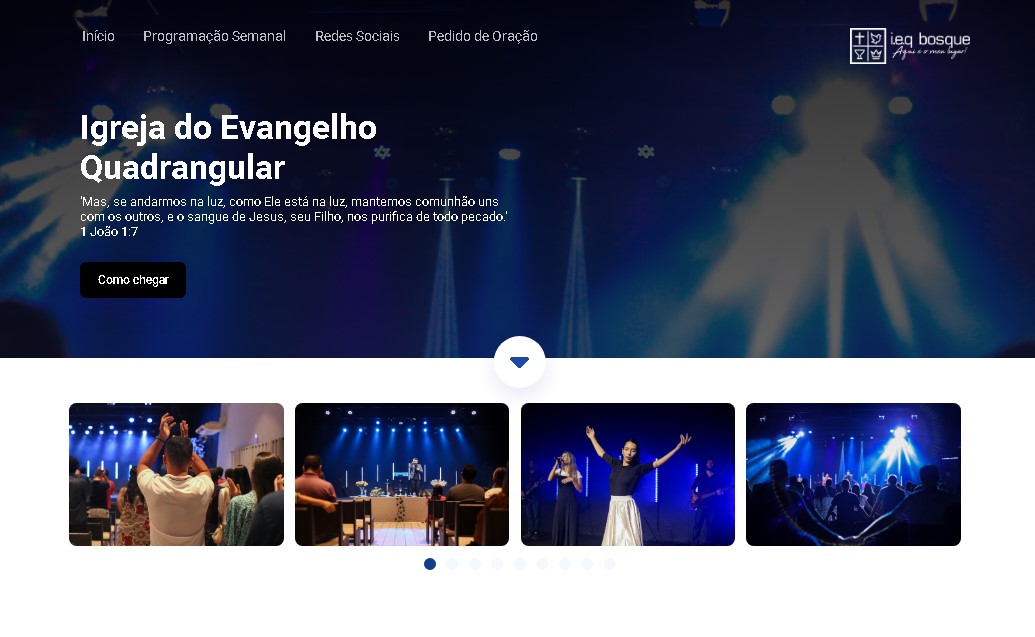 Início Programação Semanal Redes Sociais Pedido de Oração
i.e.q bosque
Aqui é o meu lugar!
Igreja do Evangelho
Quadrangular
'Mas, se andarmos na luz, como Ele está na luz, mantemos comunhão uns
com os outros, e o sangue de Jesus, seu Filho, nos purifica de todo pecado.'
1 João 1:7
Como chegar